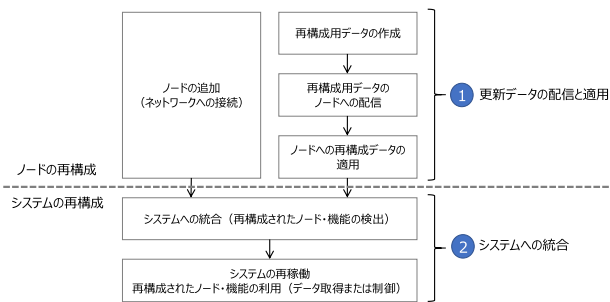 再構成用データの作成
ノードの追加
（ネットワークへの接続）
再構成用データの
ノードへの配信
1 更新データの配信と適用
ノードへの再構成データの
適用
ノードの再構成
システムの再構成
システムへの統合（再構成されたノード・機能の検出）
2 システムへの統合
システムの再稼働
再構成されたノード・機能の利用（データ取得または制御）